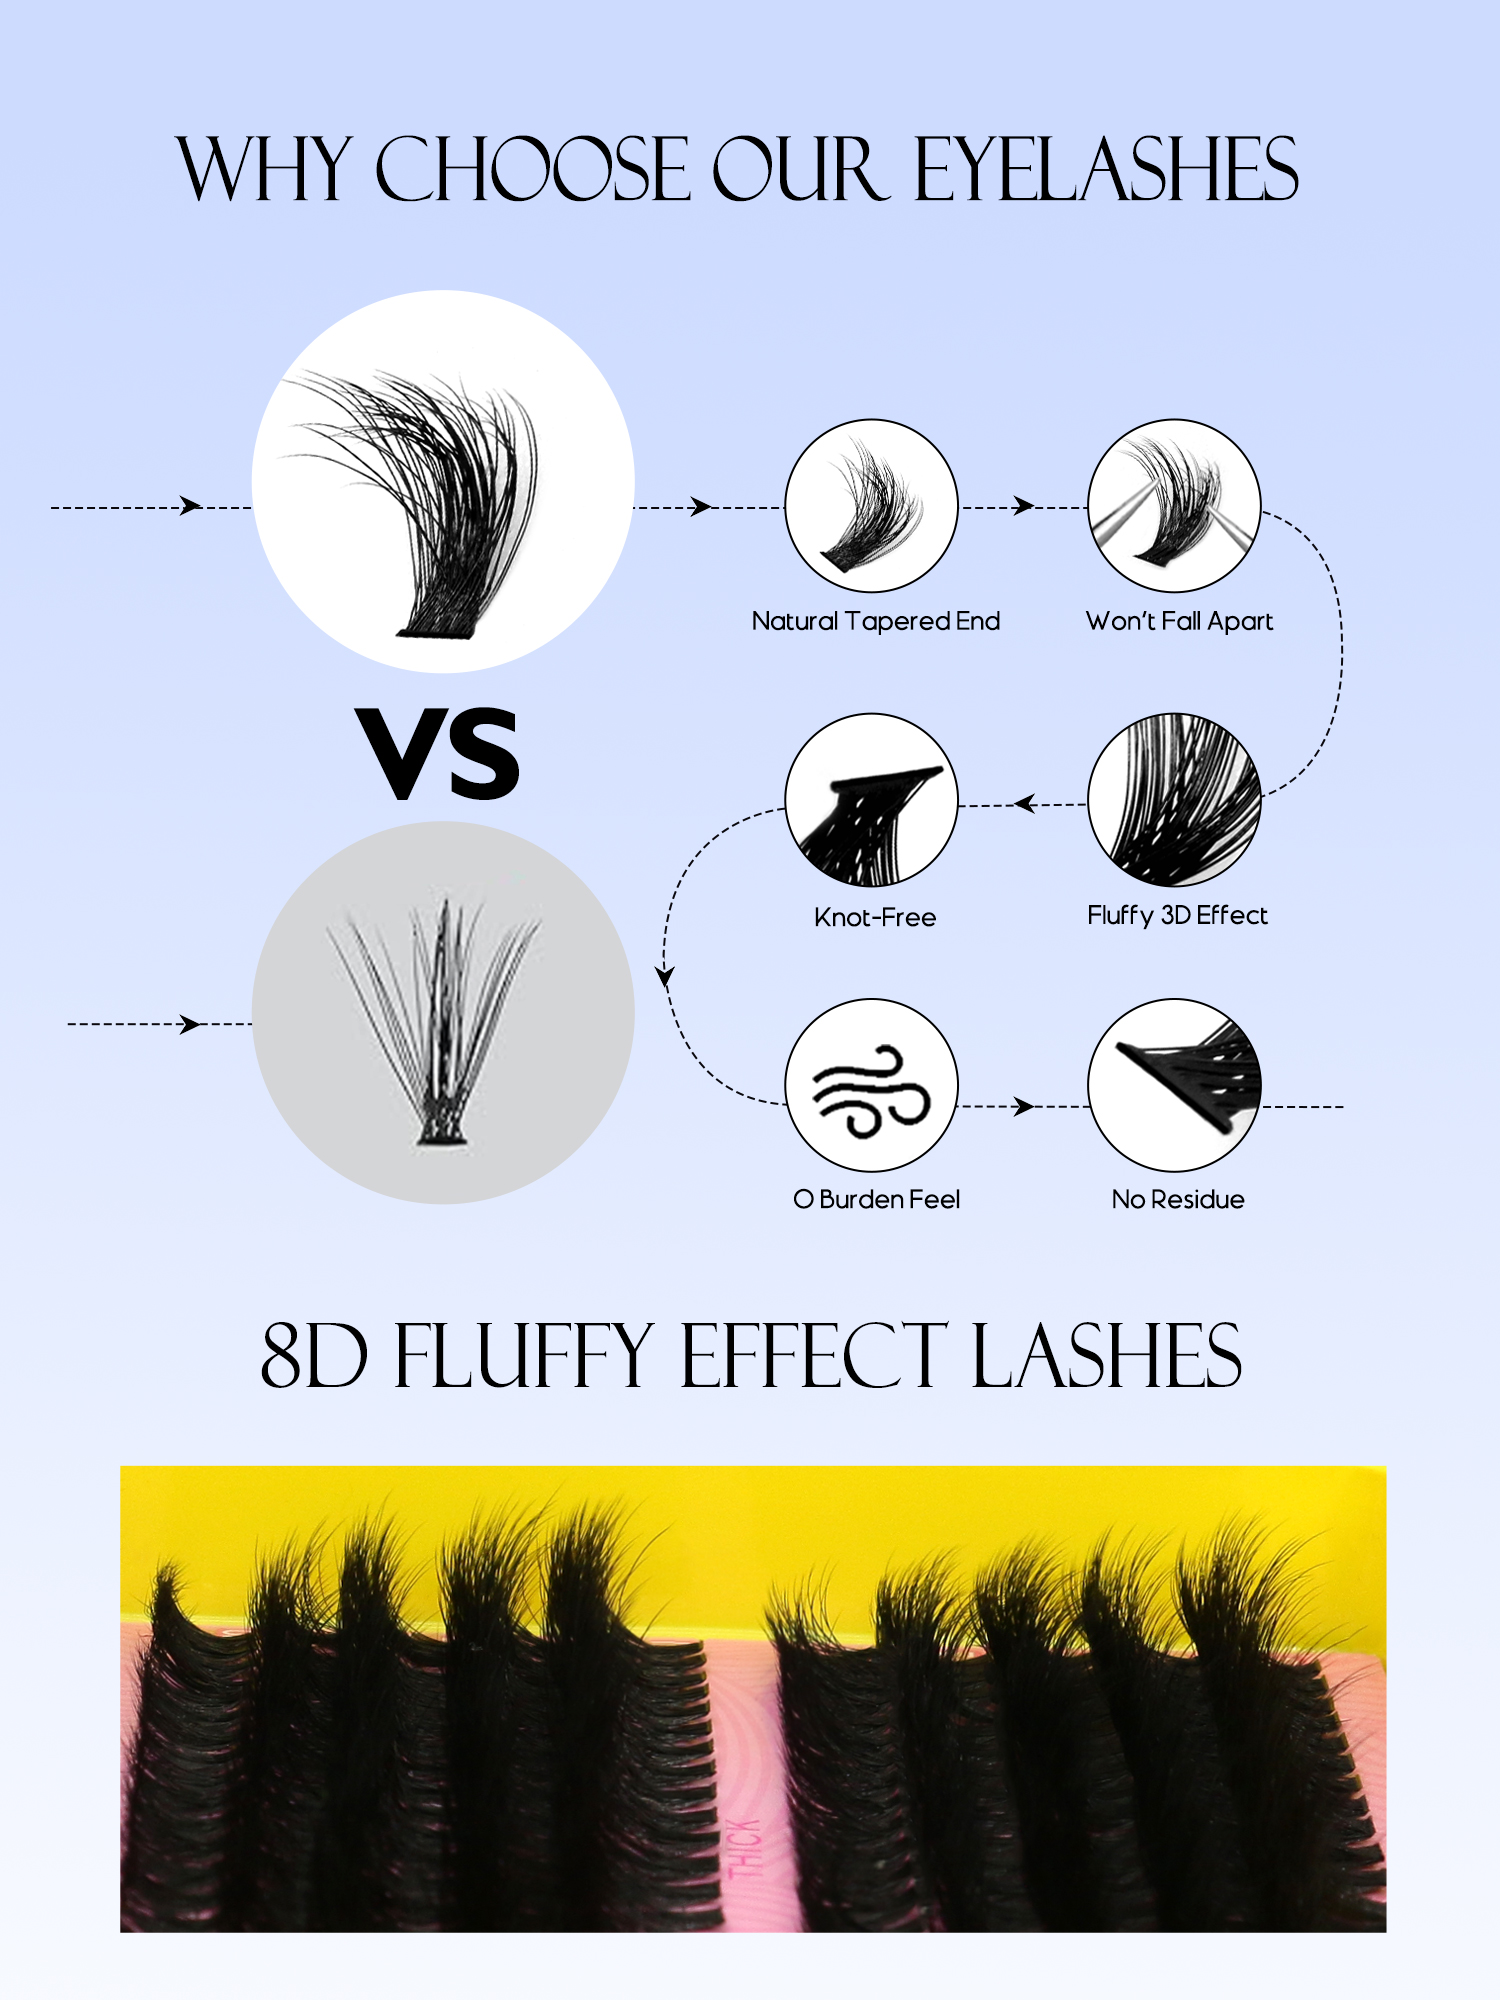 WHY CHOOSE OUR EYELASHES
Natural Tapered End
Won't Fall Apart
VS
Knot-Free
Fluffy 3D Effect
0 Burden Feel
No Residue
8D FLUFFY EFFECT LASHES
THICK